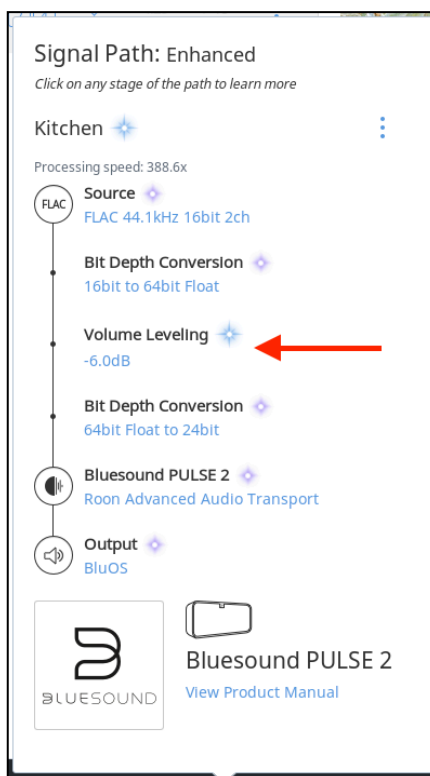 Signal Path: Enhanced
Click on any stage of the path to learn more
Kitchen
Processing speed: 388.6x
FLAC
Source
FLAC 44.1kHz 16bit 2ch
Bit Depth Conversion
16bit to 64bit Float
Volume Leveling
-6.0dB
Bit Depth Conversion
64bit Float to 24bit
Bluesound PULSE 2
Roon Advanced Audio Transport
Output
BluOS
BLUESOUND
Bluesound PULSE 2
View Product Manual